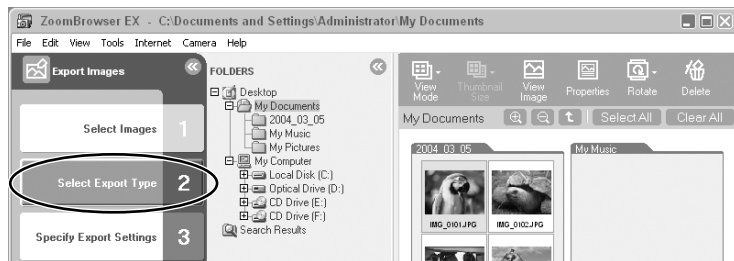 ZoomBrowser EX - C:\Documents and Settings\Administrator\My Documents
File Edit View Tools Internet Camera Help
Export Images
Select Images 1
Select Export Type 2
Specify Export Settings 3
FOLDERS
Desktop
My Documents
2004_03_05
My Music
My Pictures
My Computer
Local Disk (C:)
Optical Drive (D:)
CD Drive (E:)
CD Drive (F:)
Search Results
View Mode
Thumbnail Size
View Image
Properties
Rotate
Delete
My Documents
Select All
Clear All
2004_03_05
My Music
IMG_0101.JPG
IMG_0102.JPG